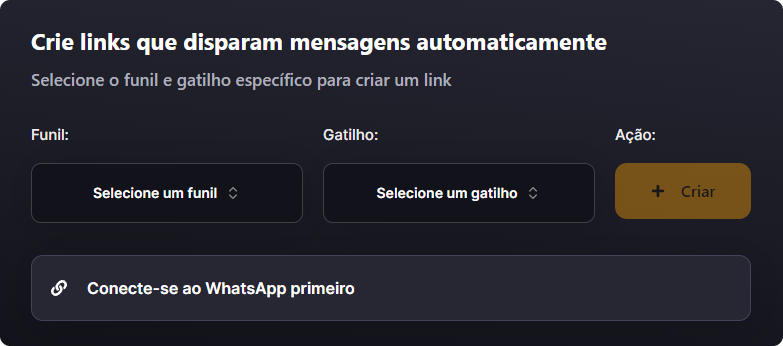 Crie links que disparam mensagens automaticamente
Selecione o funil e gatilho específico para criar um link
Funil:
Gatilho:
Ação:
Selecione um funil
Selecione um gatilho
Criar
Conecte-se ao WhatsApp primeiro